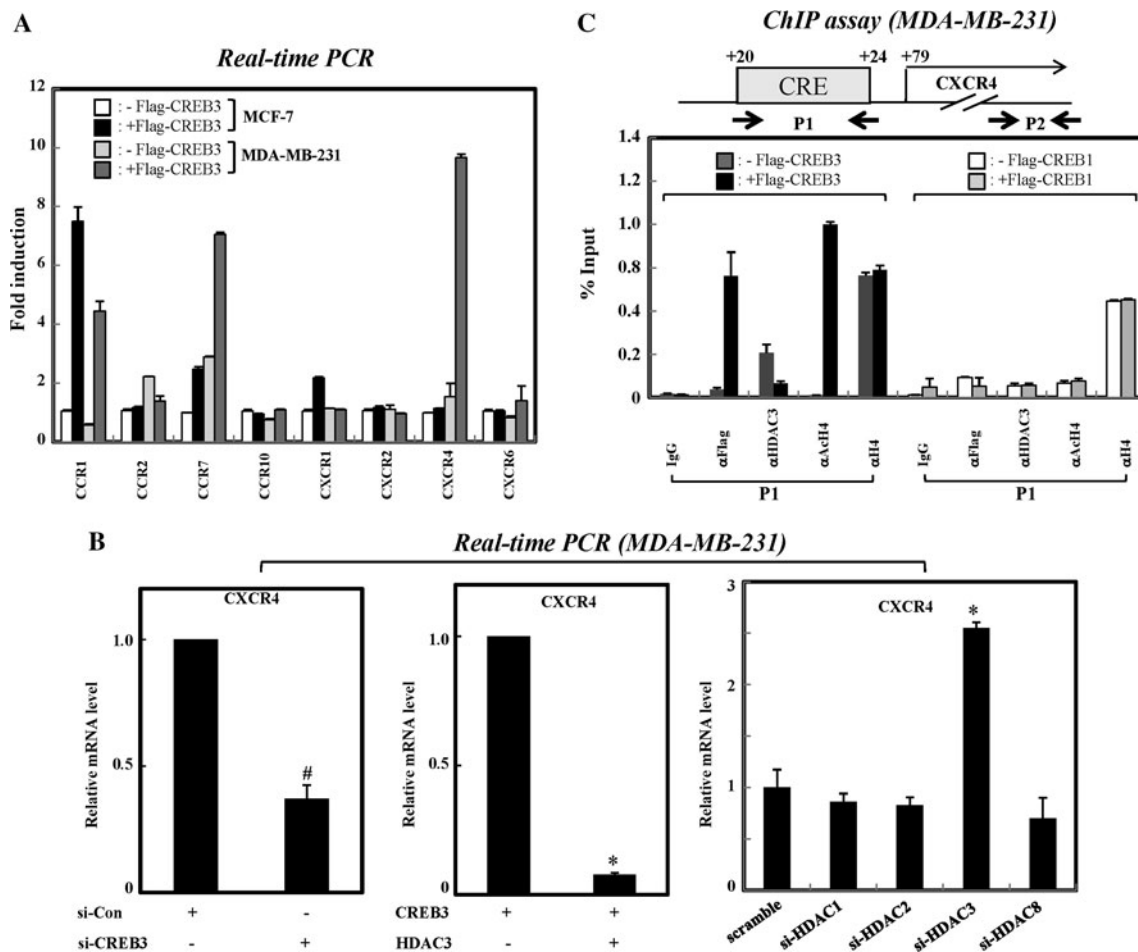 A
Real-time PCR
12
10
8
6
4
2
0
Fold induction
: - Flag-CREB3
: +Flag-CREB3
MCF-7
: - Flag-CREB3
: +Flag-CREB3
MDA-MB-231
CCR1
CCR2
CCR7
CCR10
CXCR1
CXCR2
CXCR4
CXCR6
C
ChIP assay (MDA-MB-231)
+20
+24
+79
CRE
CXCR4
P1
P2
1.4
1.2
1.0
0.8
0.4
0.2
0
% Input
: - Flag-CREB3
: +Flag-CREB3
: - Flag-CREB1
: +Flag-CREB1
IgG
αFlag
αHDAC3
αAcH4
αH4
IgG
αFlag
αHDAC3
αAcH4
αH4
P1
P1
B
Real-time PCR (MDA-MB-231)
CXCR4
1.0
0.5
0
Relative mRNA level
#
si-Con + -
si-CREB3 - +
CXCR4
1.0
0.5
0
Relative mRNA level
*
CREB3 + +
HDAC3 - +
CXCR4
3
2
1
0
Relative mRNA level
*
scramble
si-HDAC1
si-HDAC2
si-HDAC3
si-HDAC8